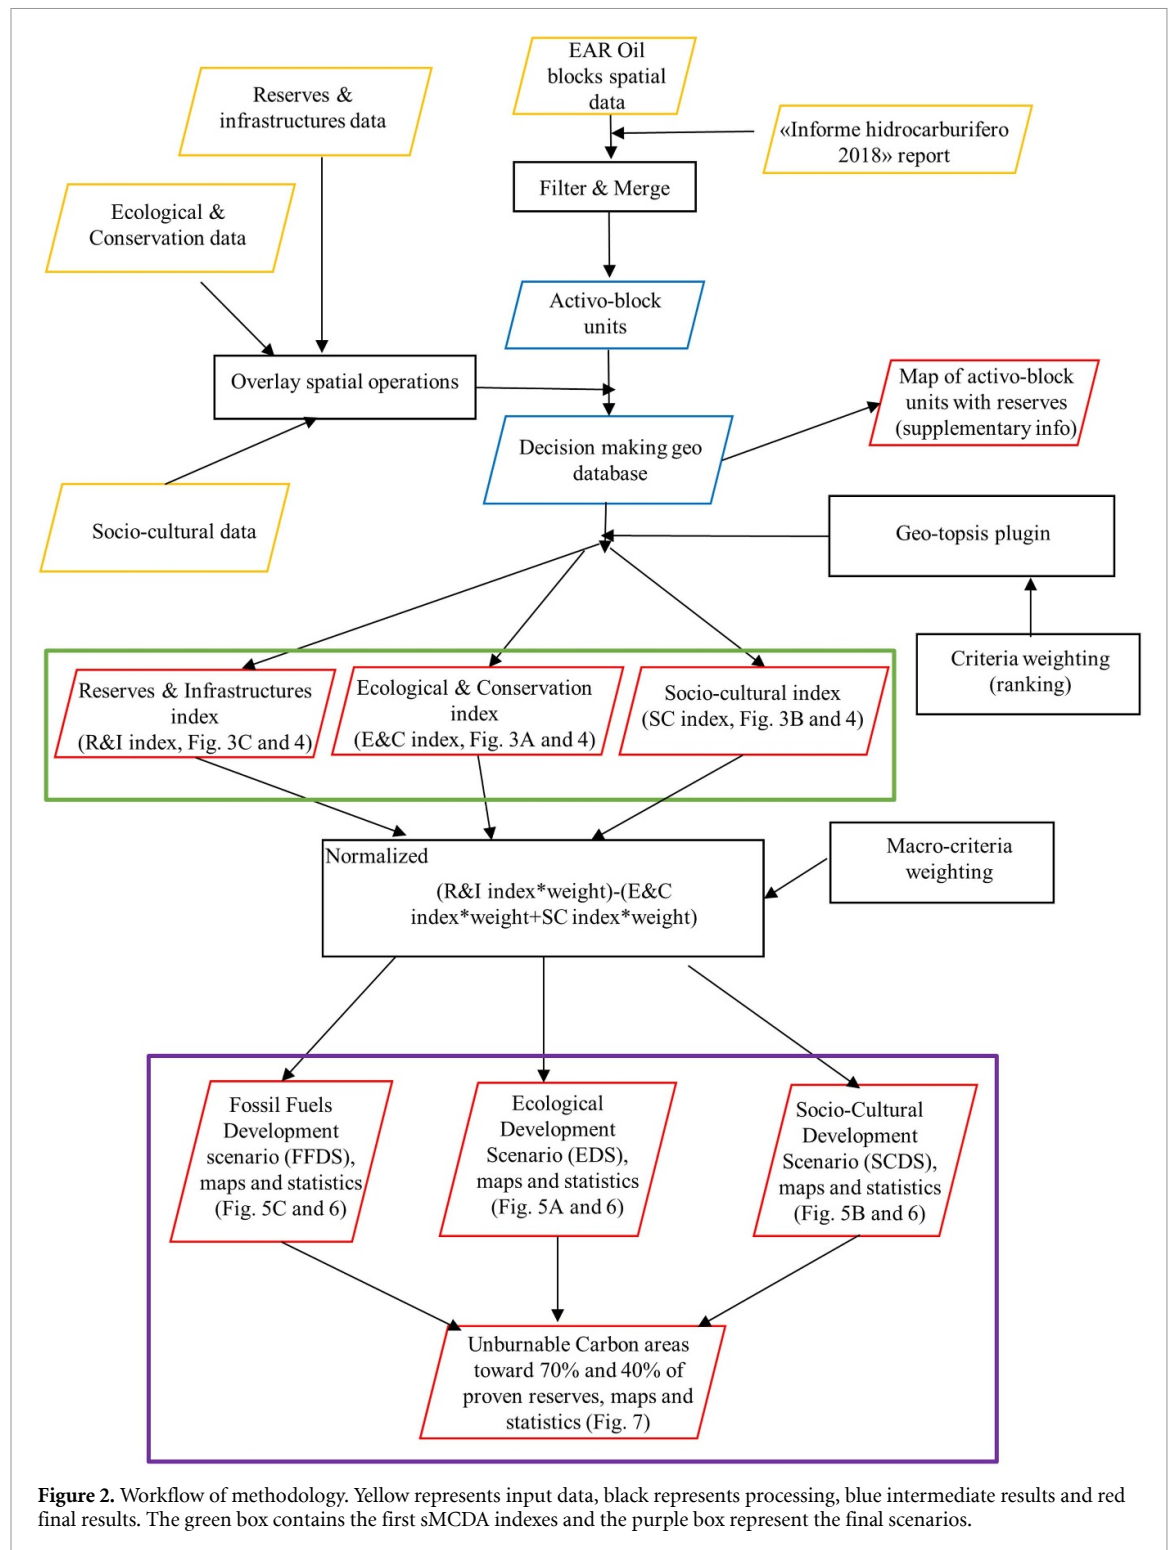 EAR Oil
blocks spatial
data
Reserves &
infrastructures data
«Informe hidrocarburifero
2018» report
Filter & Merge
Ecological &
Conservation data
Activo-block
units
Overlay spatial operations
Map of activo-block
units with reserves
(supplementary info)
Decision making geo
database
Socio-cultural data
Geo-topsis plugin
Criteria weighting
(ranking)
Reserves & Infrastructures
index
(R&I index, Fig. 3C and 4)
Ecological & Conservation
index
(E&C index, Fig. 3A and 4)
Socio-cultural index
(SC index, Fig. 3B and 4)
Normalized
(R&I index*weight)-(E&C
index*weight+SC index*weight)
Macro-criteria
weighting
Fossil Fuels
Development
scenario (FFDS),
maps and statistics
(Fig. 5C and 6)
Ecological
Development
Scenario (EDS),
maps and statistics
(Fig. 5A and 6)
Socio-Cultural
Development
Scenario (SCDS),
maps and statistics
(Fig. 5B and 6)
Unburnable Carbon areas
toward 70% and 40% of
proven reserves, maps and
statistics (Fig. 7)
Figure 2. Workflow of methodology. Yellow represents input data, black represents processing, blue intermediate results and red
final results. The green box contains the first sMCDA indexes and the purple box represent the final scenarios.